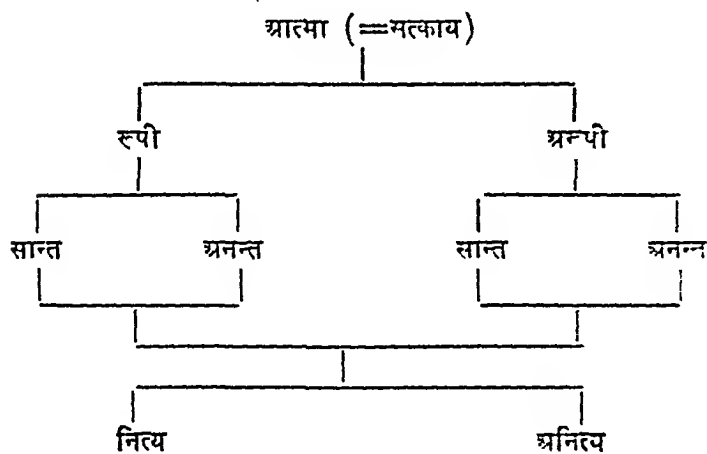 आत्मा (==सत्काय)
रूपी अरूपी
सान्त अनन्त सान्त अनन्त
नित्य अनित्य